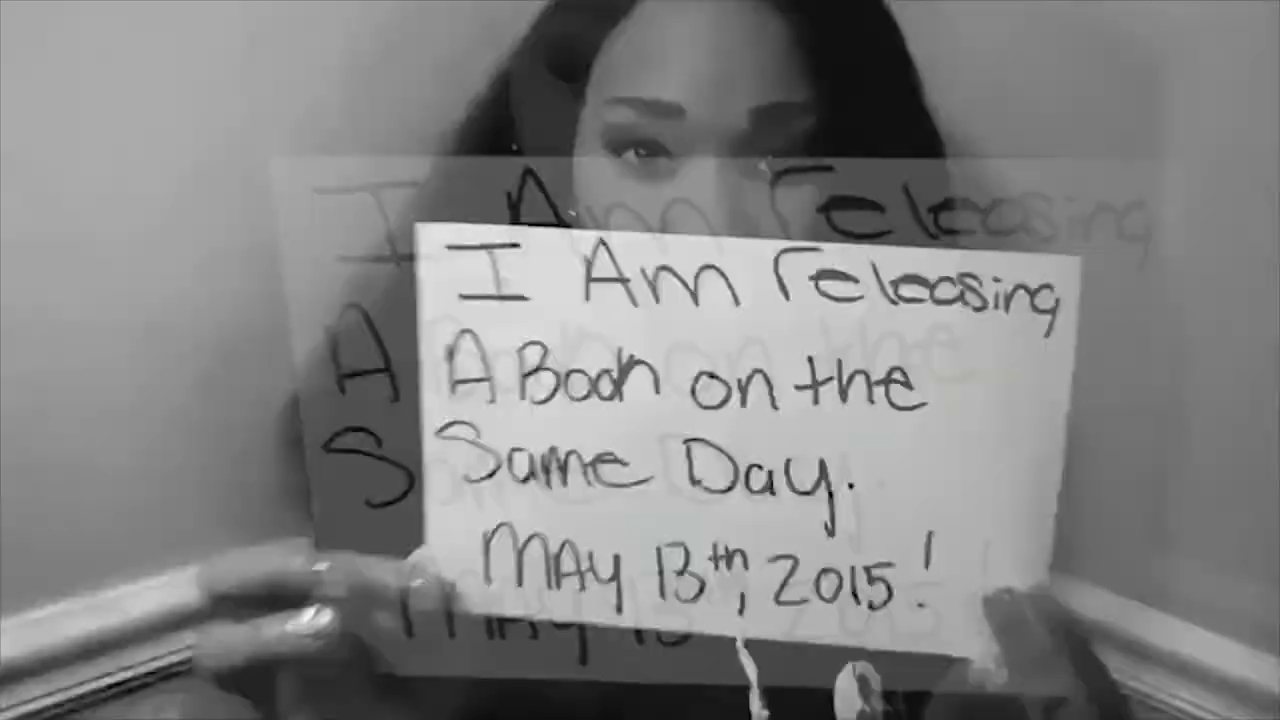 I Am releasing
A Book on the
Same Day.
MAY 13th, 2015!